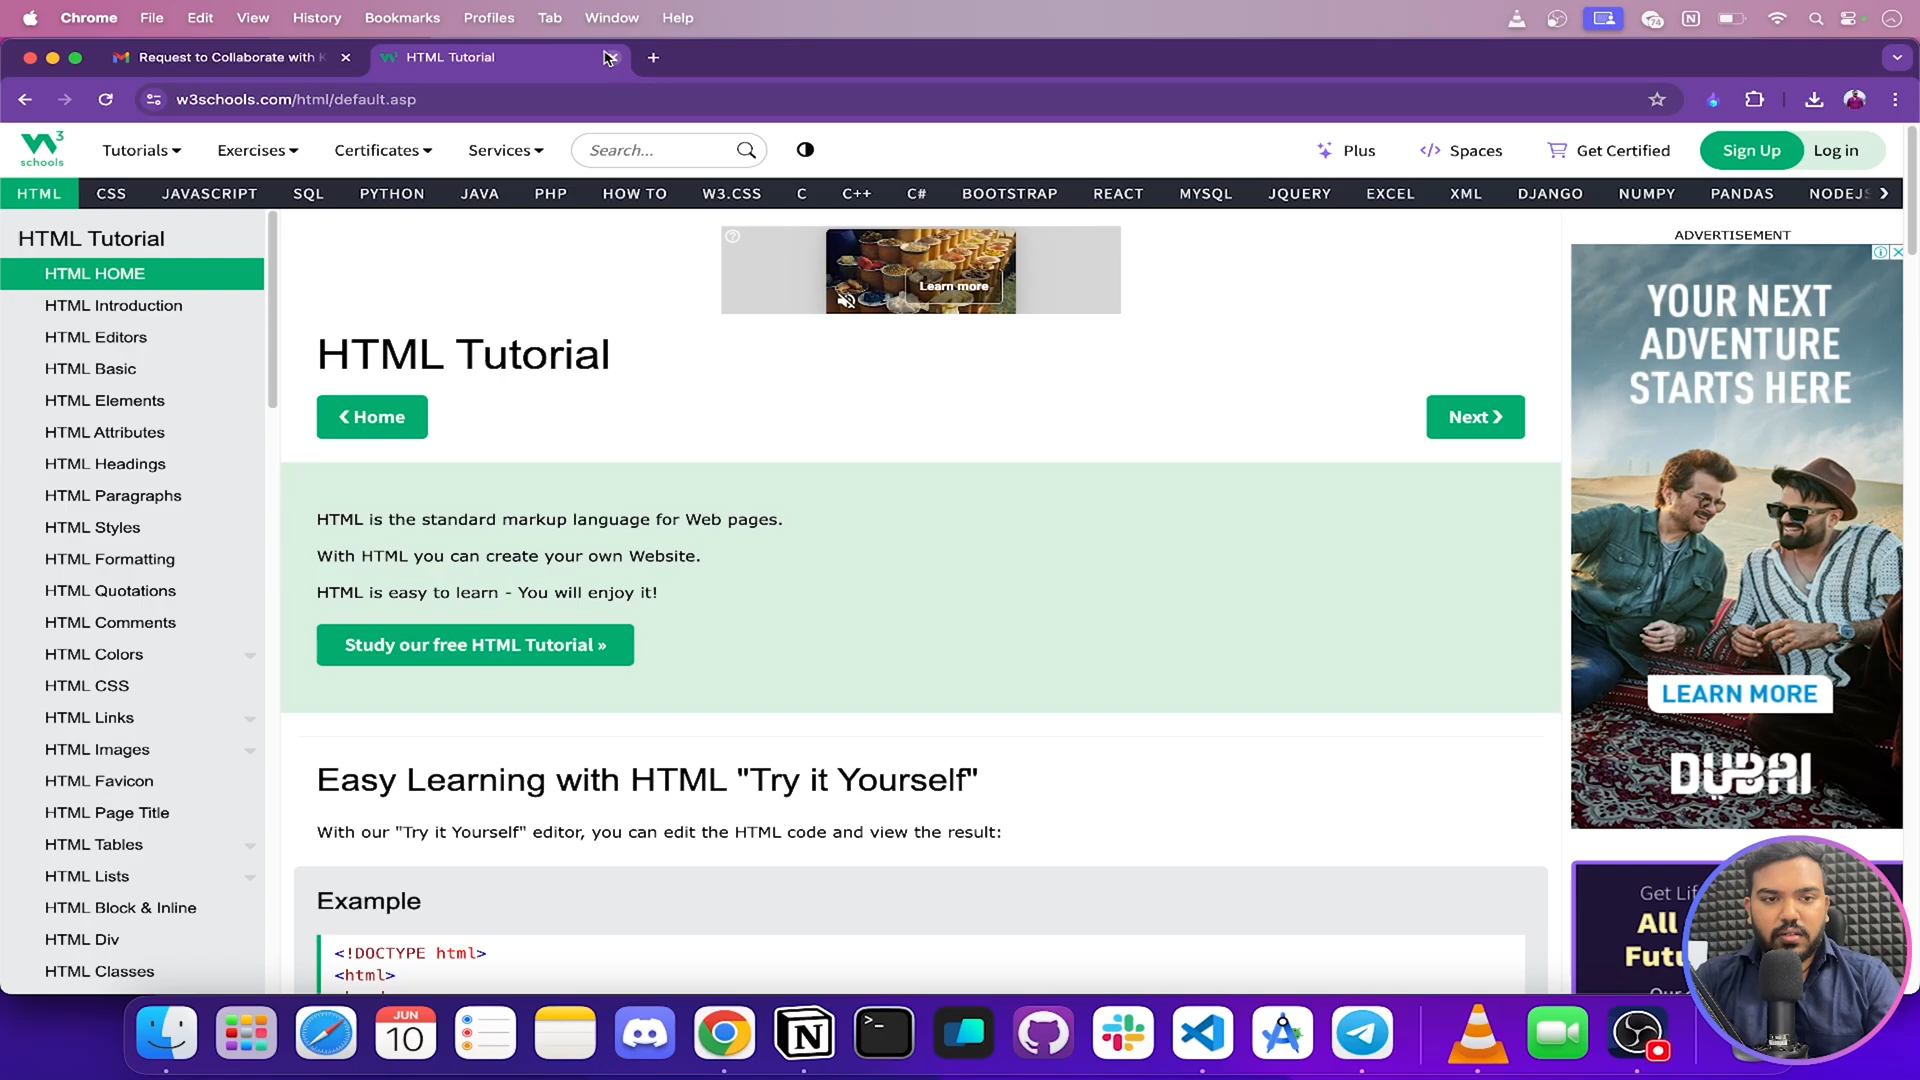 Chrome File Edit View History Bookmarks Profiles Tab Window Help
74
Request to Collaborate with K
HTML Tutorial
w3schools.com/html/default.asp
W3
schools
Tutorials
Exercises
Certificates
Services
Search...
Plus
</> Spaces
Get Certified
Sign Up
Log in
HTML CSS JAVASCRIPT SQL PYTHON JAVA PHP HOW TO W3.CSS C C++ C# BOOTSTRAP REACT MYSQL JQUERY EXCEL XML DJANGO NUMPY PANDAS NODEJS
HTML Tutorial
HTML HOME
HTML Introduction
HTML Editors
HTML Basic
HTML Elements
HTML Attributes
HTML Headings
HTML Paragraphs
HTML Styles
HTML Formatting
HTML Quotations
HTML Comments
HTML Colors
HTML CSS
HTML Links
HTML Images
HTML Favicon
HTML Page Title
HTML Tables
HTML Lists
HTML Block & Inline
HTML Div
HTML Classes
Learn more
HTML Tutorial
❮ Home
Next ❯
HTML is the standard markup language for Web pages.
With HTML you can create your own Website.
HTML is easy to learn - You will enjoy it!
Study our free HTML Tutorial »
Easy Learning with HTML "Try it Yourself"
With our "Try it Yourself" editor, you can edit the HTML code and view the result:
Example
<!DOCTYPE html>
<html>
ADVERTISEMENT
YOUR NEXT
ADVENTURE
STARTS HERE
LEARN MORE
DUBAI
Get
All
JUN
10